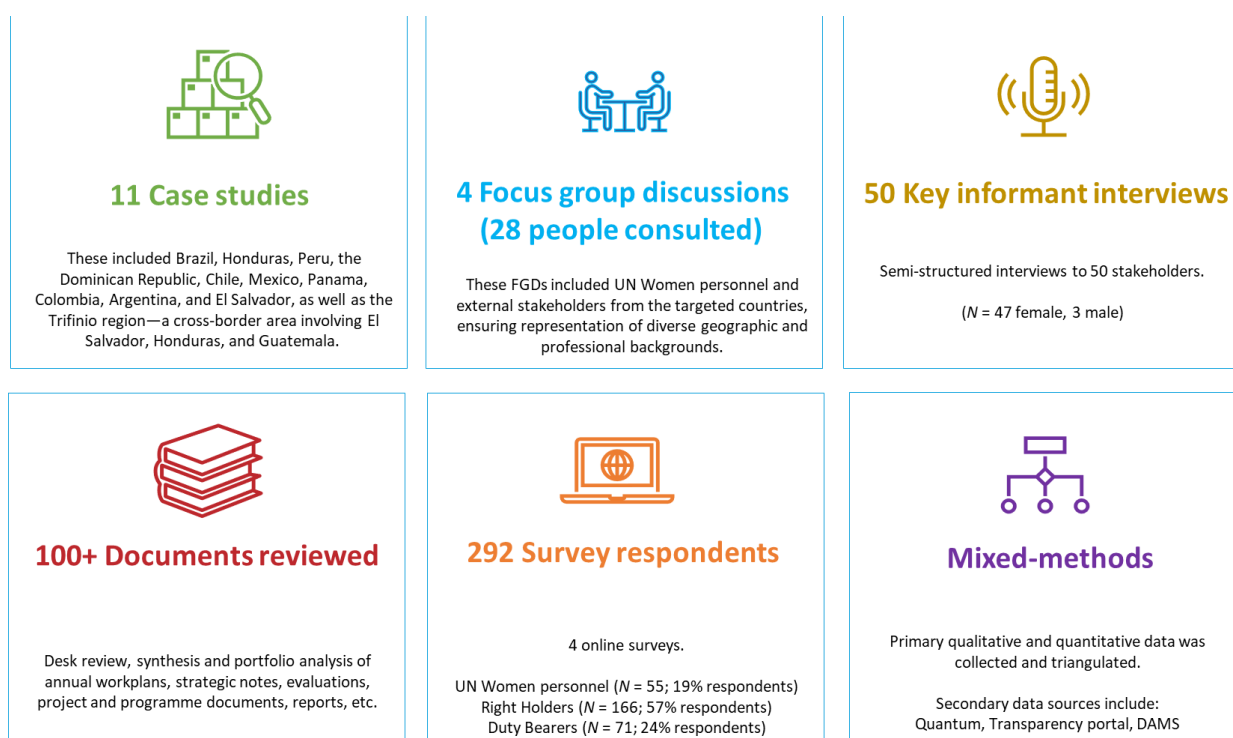 11 Case studies
These included Brazil, Honduras, Peru, the
Dominican Republic, Chile, Mexico, Panama,
Colombia, Argentina, and El Salvador, as well as the
Trifinio region—a cross-border area involving El
Salvador, Honduras, and Guatemala.
4 Focus group discussions
(28 people consulted)
These FGDs included UN Women personnel and
external stakeholders from the targeted countries,
ensuring representation of diverse geographic and
professional backgrounds.
50 Key informant interviews
Semi-structured interviews to 50 stakeholders.
(N = 47 female, 3 male)
100+ Documents reviewed
Desk review, synthesis and portfolio analysis of
annual workplans, strategic notes, evaluations,
project and programme documents, reports, etc.
292 Survey respondents
4 online surveys.
UN Women personnel (N = 55; 19% respondents)
Right Holders (N = 166; 57% respondents)
Duty Bearers (N = 71; 24% respondents)
Mixed-methods
Primary qualitative and quantitative data was
collected and triangulated.
Secondary data sources include:
Quantum, Transparency portal, DAMS